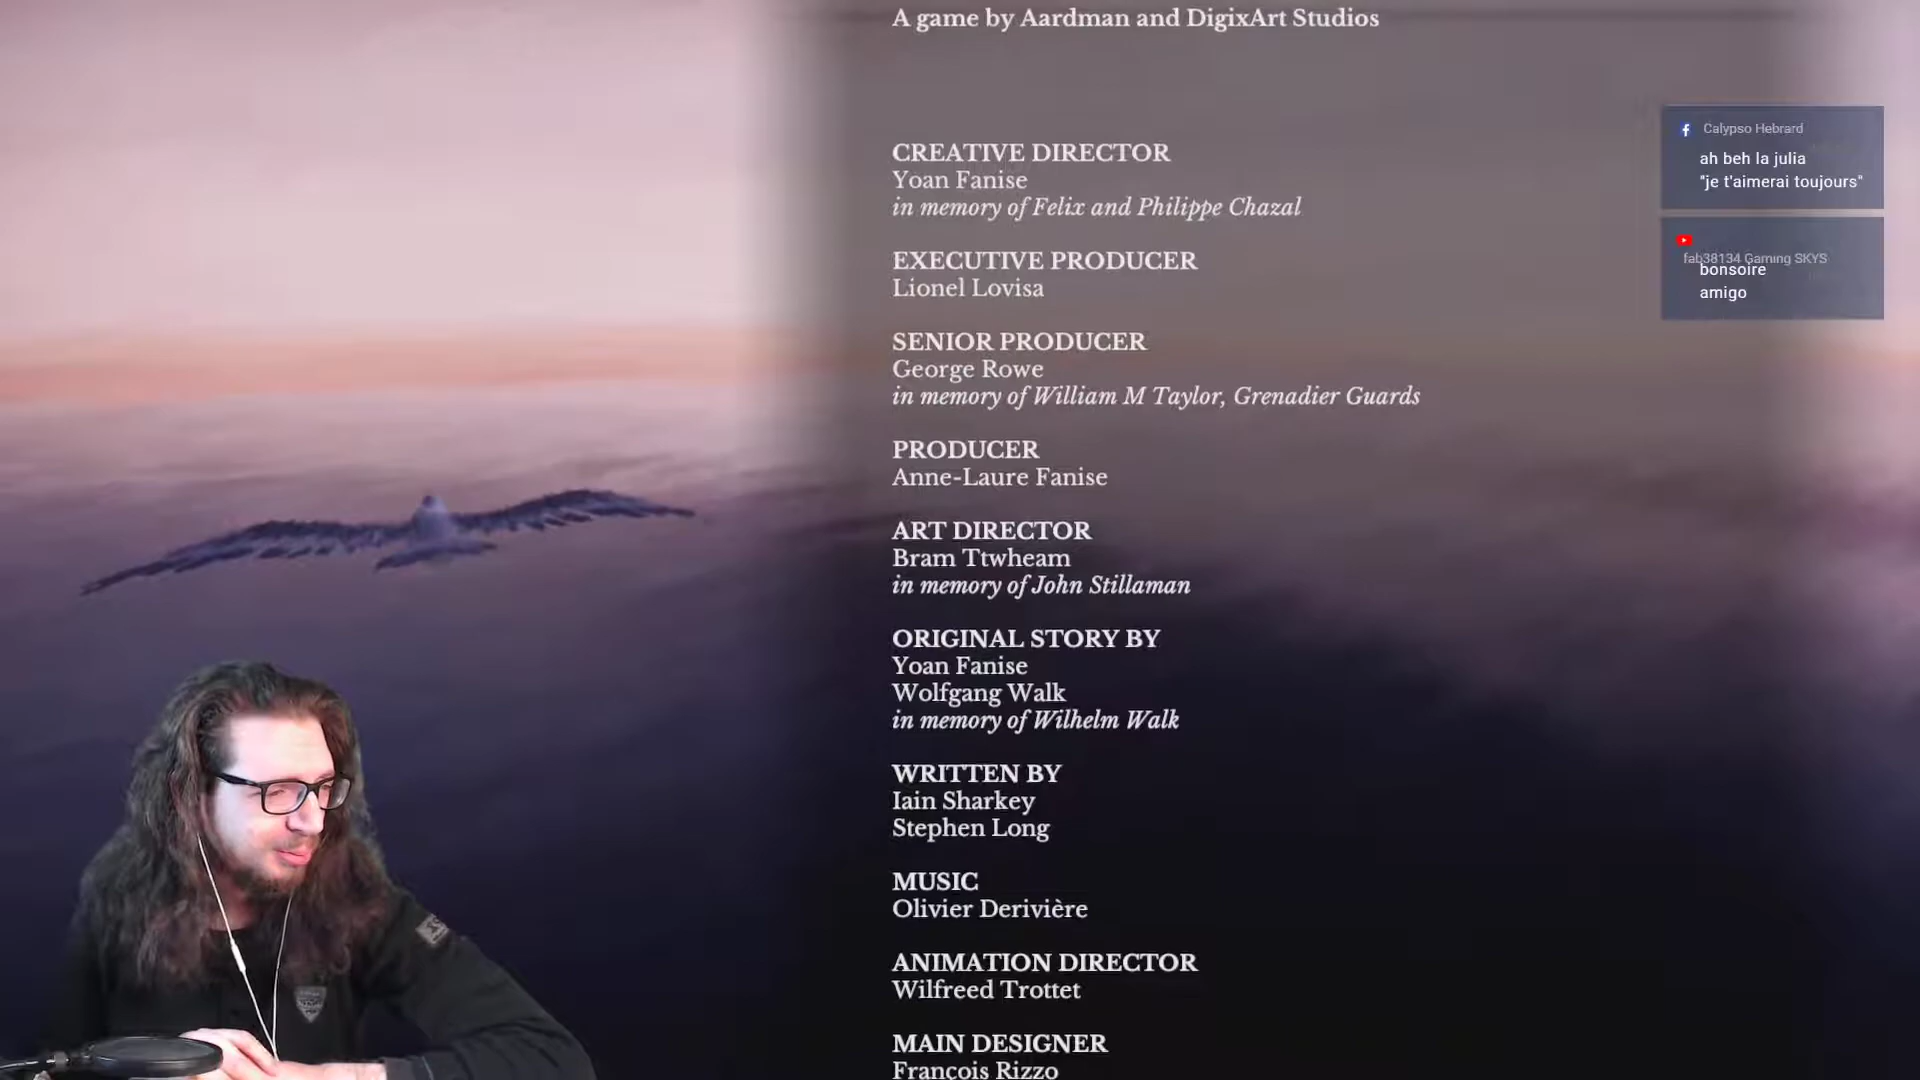 A game by Aardman and DigixArt Studios
CREATIVE DIRECTOR
Yoan Fanise
in memory of Felix and Philippe Chazal
EXECUTIVE PRODUCER
Lionel Lovisa
SENIOR PRODUCER
George Rowe
in memory of William M Taylor, Grenadier Guards
PRODUCER
Anne-Laure Fanise
ART DIRECTOR
Bram Ttwheam
in memory of John Stillaman
ORIGINAL STORY BY
Yoan Fanise
Wolfgang Walk
in memory of Wilhelm Walk
WRITTEN BY
Iain Sharkey
Stephen Long
MUSIC
Olivier Derivière
ANIMATION DIRECTOR
Wilfreed Trottet
MAIN DESIGNER
François Rizzo
Calypso Hebrard
ah beh la julia
"je t'aimerai toujours"
fab38134 Gaming SKYS
bonsoire
amigo